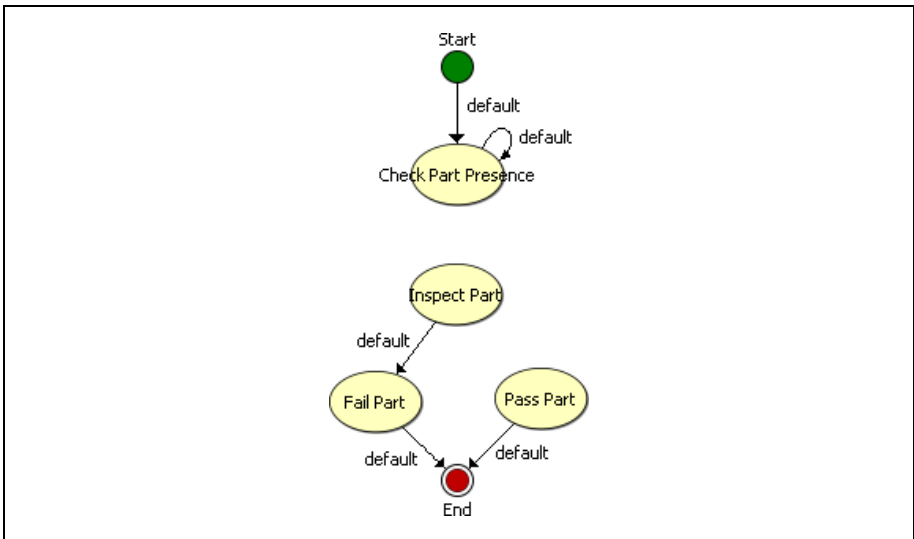 Start
default
default
Check Part Presence
Inspect Part
default
Fail Part
Pass Part
default
default
End